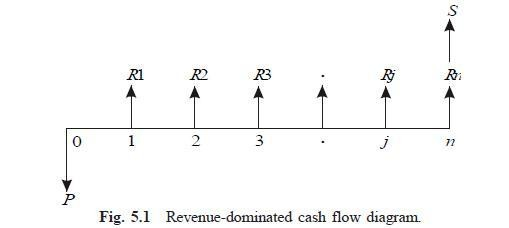 S
R1 R2 R3 . Rj Rn
0 1 2 3 . j n
P
Fig. 5.1 Revenue-dominated cash flow diagram.